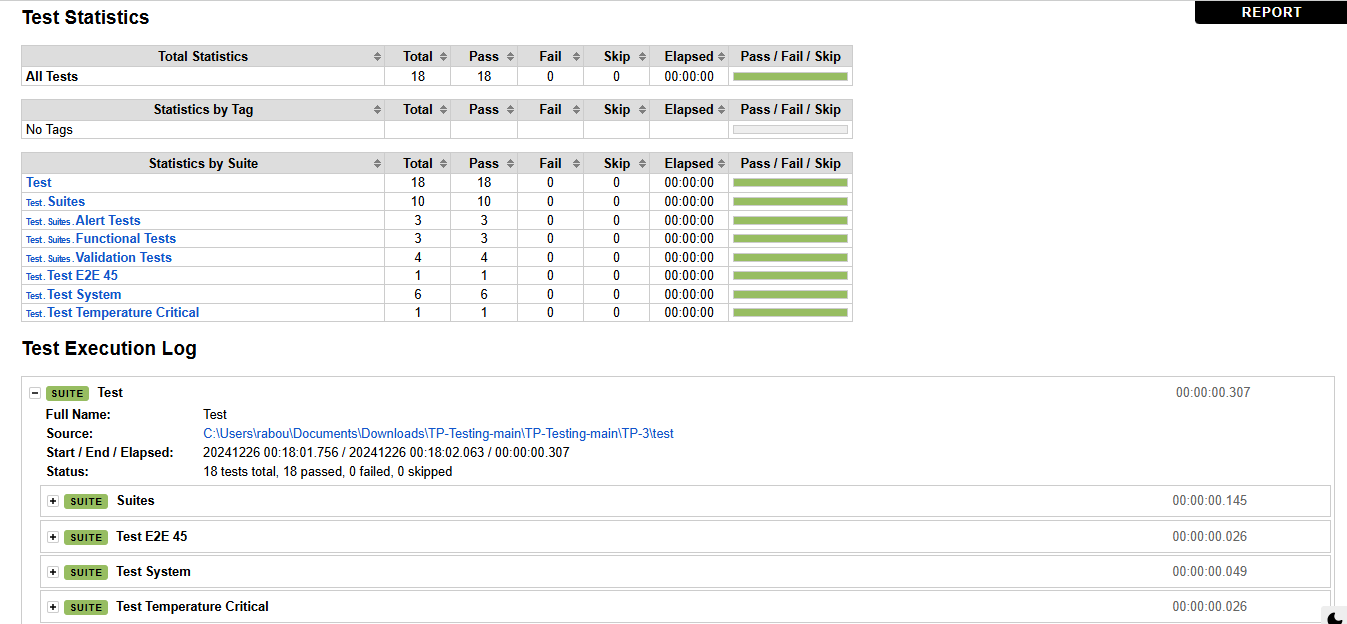 REPORT
Test Statistics
Total Statistics Total Pass Fail Skip Elapsed Pass / Fail / Skip
All Tests 18 18 0 0 00:00:00
Statistics by Tag Total Pass Fail Skip Elapsed Pass / Fail / Skip
No Tags
Statistics by Suite Total Pass Fail Skip Elapsed Pass / Fail / Skip
Test 18 18 0 0 00:00:00
Test . Suites 10 10 0 0 00:00:00
Test . Suites . Alert Tests 3 3 0 0 00:00:00
Test . Suites . Functional Tests 3 3 0 0 00:00:00
Test . Suites . Validation Tests 4 4 0 0 00:00:00
Test . Test E2E 45 1 1 0 0 00:00:00
Test . Test System 6 6 0 0 00:00:00
Test . Test Temperature Critical 1 1 0 0 00:00:00
Test Execution Log
SUITE Test 00:00:00.307
Full Name: Test
Source: C:\Users\rabou\Documents\Downloads\TP-Testing-main\TP-Testing-main\TP-3\test
Start / End / Elapsed: 20241226 00:18:01.756 / 20241226 00:18:02.063 / 00:00:00.307
Status: 18 tests total, 18 passed, 0 failed, 0 skipped
SUITE Suites 00:00:00.145
SUITE Test E2E 45 00:00:00.026
SUITE Test System 00:00:00.049
SUITE Test Temperature Critical 00:00:00.026